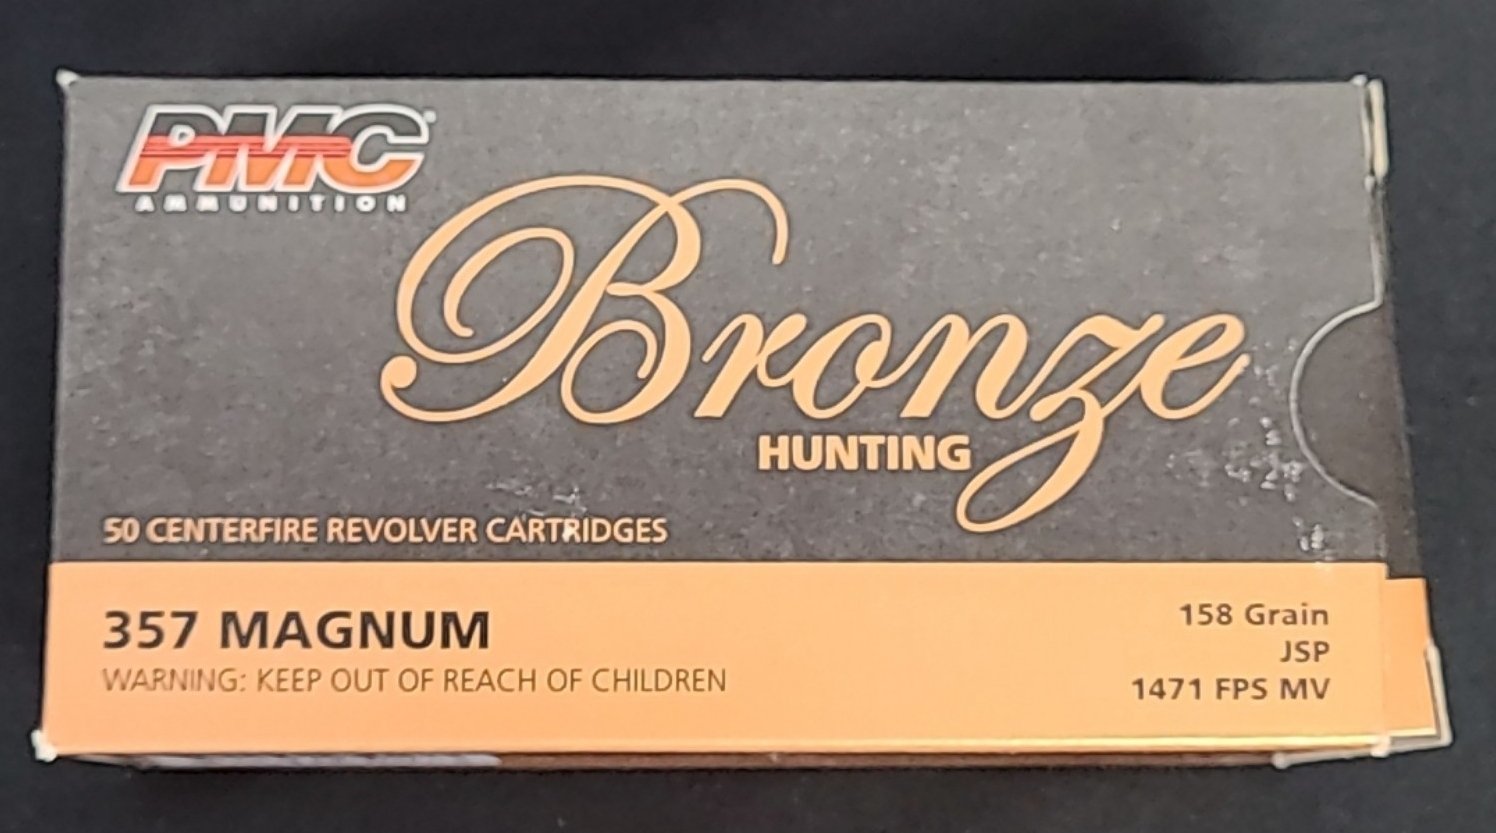 PMC
AMMUNITION
Bronze
HUNTING
50 CENTERFIRE REVOLVER CARTRIDGES
357 MAGNUM
WARNING: KEEP OUT OF REACH OF CHILDREN
158 Grain
JSP
1471 FPS MV